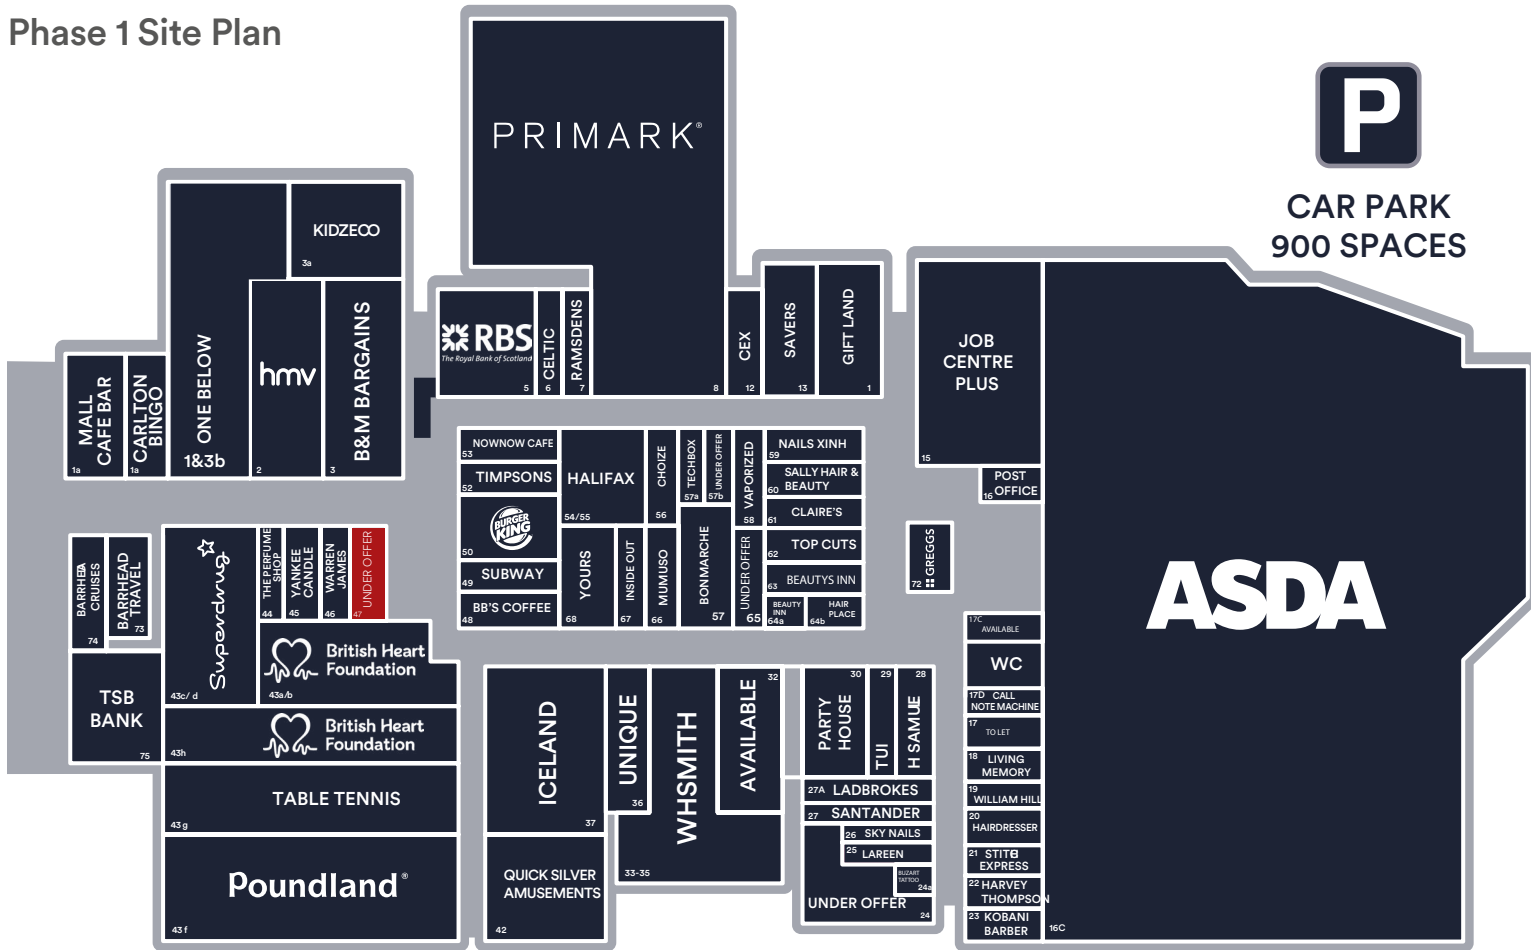 Phase 1 Site Plan
PRIMARK®
P
CAR PARK
900 SPACES
KIDZECO
3a
ONE BELOW
1&3b
hmv
2
B&M BARGAINS
3
MALL
CAFE BAR
1a
CARLTON
BINGO
1a
RBS
The Royal Bank of Scotland
5
CELTIC
6
RAMSDENS
7
8
CEX
12
SAVERS
13
GIFT LAND
1
JOB
CENTRE
PLUS
15
POST
OFFICE
16
ASDA
16C
NOWNOW CAFE
53
TIMPSONS
52
BURGER
KING
50
SUBWAY
49
BB'S COFFEE
48
HALIFAX
54/55
CHOIZE
56
TECHBOX
57a
UNDER OFFER
57b
VAPORIZED
58
NAILS XINH
59
SALLY HAIR &
BEAUTY
60
CLAIRE'S
61
TOP CUTS
62
BEAUTYS INN
63
BEAUTY
INN
64a
HAIR
PLACE
64b
YOURS
68
INSIDE OUT
67
MUMUSO
66
BONMARCHE
57
UNDER OFFER
65
GREGGS
72
BARRHEA
CRUISES
74
BARRHEAD
TRAVEL
73
TSB
BANK
75
Superdrug
43c/ d
THE PERFUME
SHOP
44
YANKEE
CANDLE
45
WARREN
JAMES
46
UNDER OFFER
47
British Heart
Foundation
43a/b
British Heart
Foundation
43h
TABLE TENNIS
43 g
Poundland®
43 f
ICELAND
37
UNIQUE
36
WHSMITH
33-35
AVAILABLE
32
QUICK SILVER
AMUSEMENTS
42
PARTY
HOUSE
30
TUI
29
H SAMUE
28
27A LADBROKES
27 SANTANDER
26 SKY NAILS
25 LAREEN
BUZART
TATTOO
24a
UNDER OFFER
24
17C
AVAILABLE
WC
17D CALL
NOTE MACHINE
17
TO LET
18 LIVING
MEMORY
19
WILLIAM HILL
20
HAIRDRESSER
21
EXPRESS
22 HARVEY
THOMPSON
23 KOBANI
BARBER